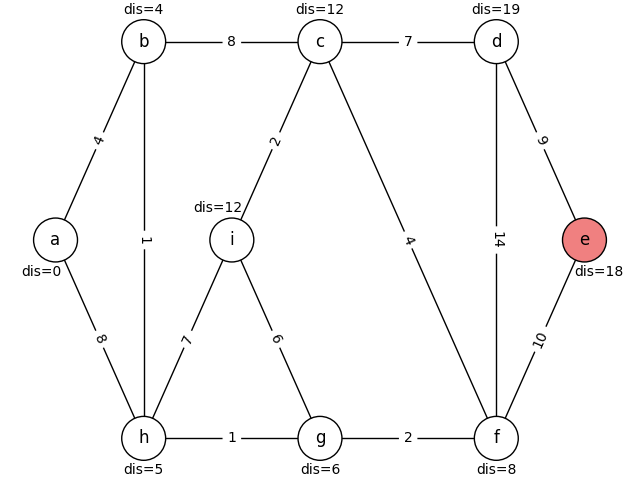 dis=4 dis=12 dis=19
b 8 c 7 d
4 2 9
dis=12
a 1 i 4 14 e
dis=0 dis=18
8 7 6 10
h 1 g 2 f
dis=5 dis=6 dis=8